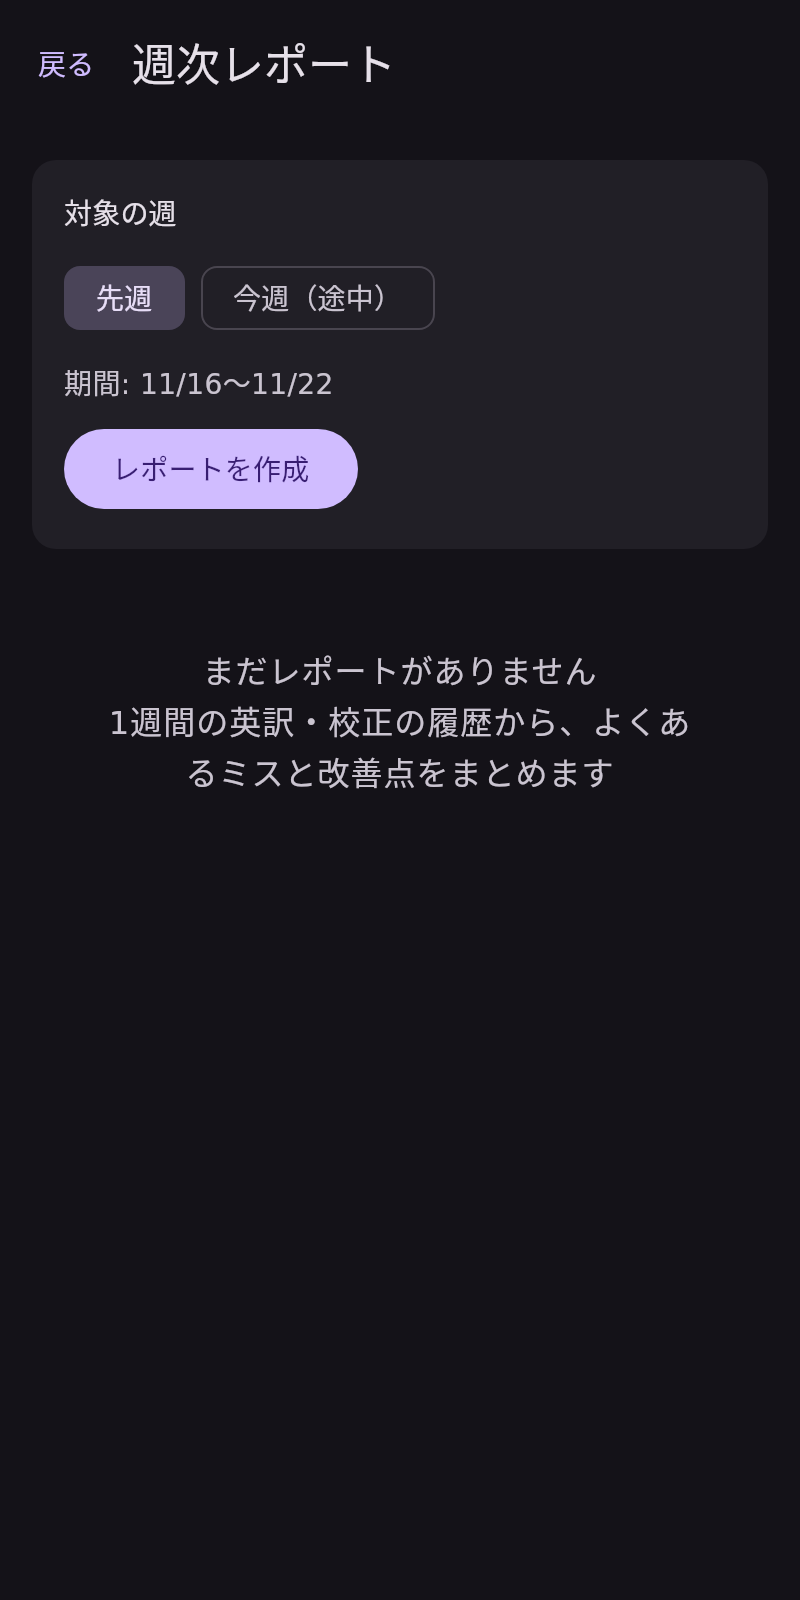 戻る 週次レポート
対象の週
先週 今週（途中）
期間: 11/16〜11/22
レポートを作成
まだレポートがありません
1週間の英訳・校正の履歴から、よくあ
るミスと改善点をまとめます